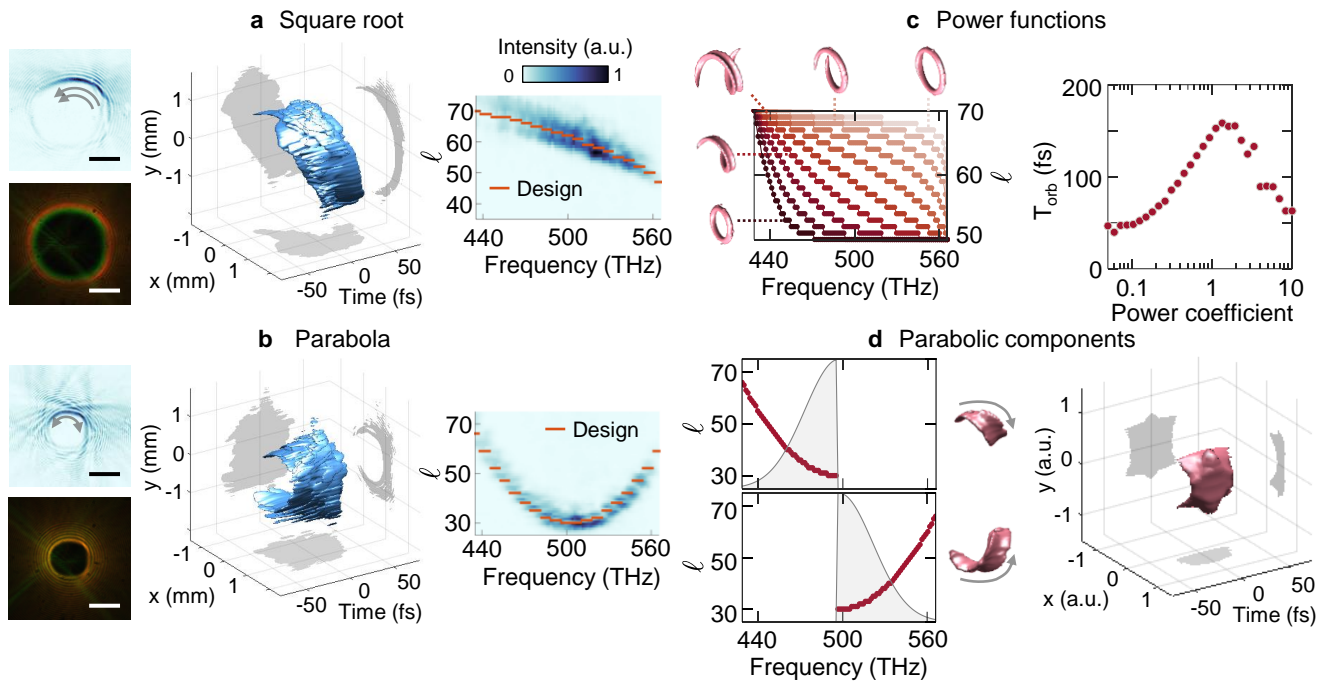 a Square root
y (mm)
1
0
-1
-1
0
1
x (mm)
-50
0
50
Time (fs)
Intensity (a.u.)
0 1
70
60
50
40
ℓ
Design
440 500 560
Frequency (THz)
b Parabola
y (mm)
1
0
-1
-1
0
1
x (mm)
-50
0
50
Time (fs)
70
50
30
ℓ
Design
440 500 560
Frequency (THz)
c Power functions
70
60
50
ℓ
440 500 560
Frequency (THz)
200
100
0
T_orb (fs)
0.1 1 10
Power coefficient
d Parabolic components
70
50
30
ℓ
70
50
30
ℓ
440 500 560
Frequency (THz)
y (a.u.)
1
0
-1
-1
0
1
x (a.u.)
-50
0
50
Time (fs)